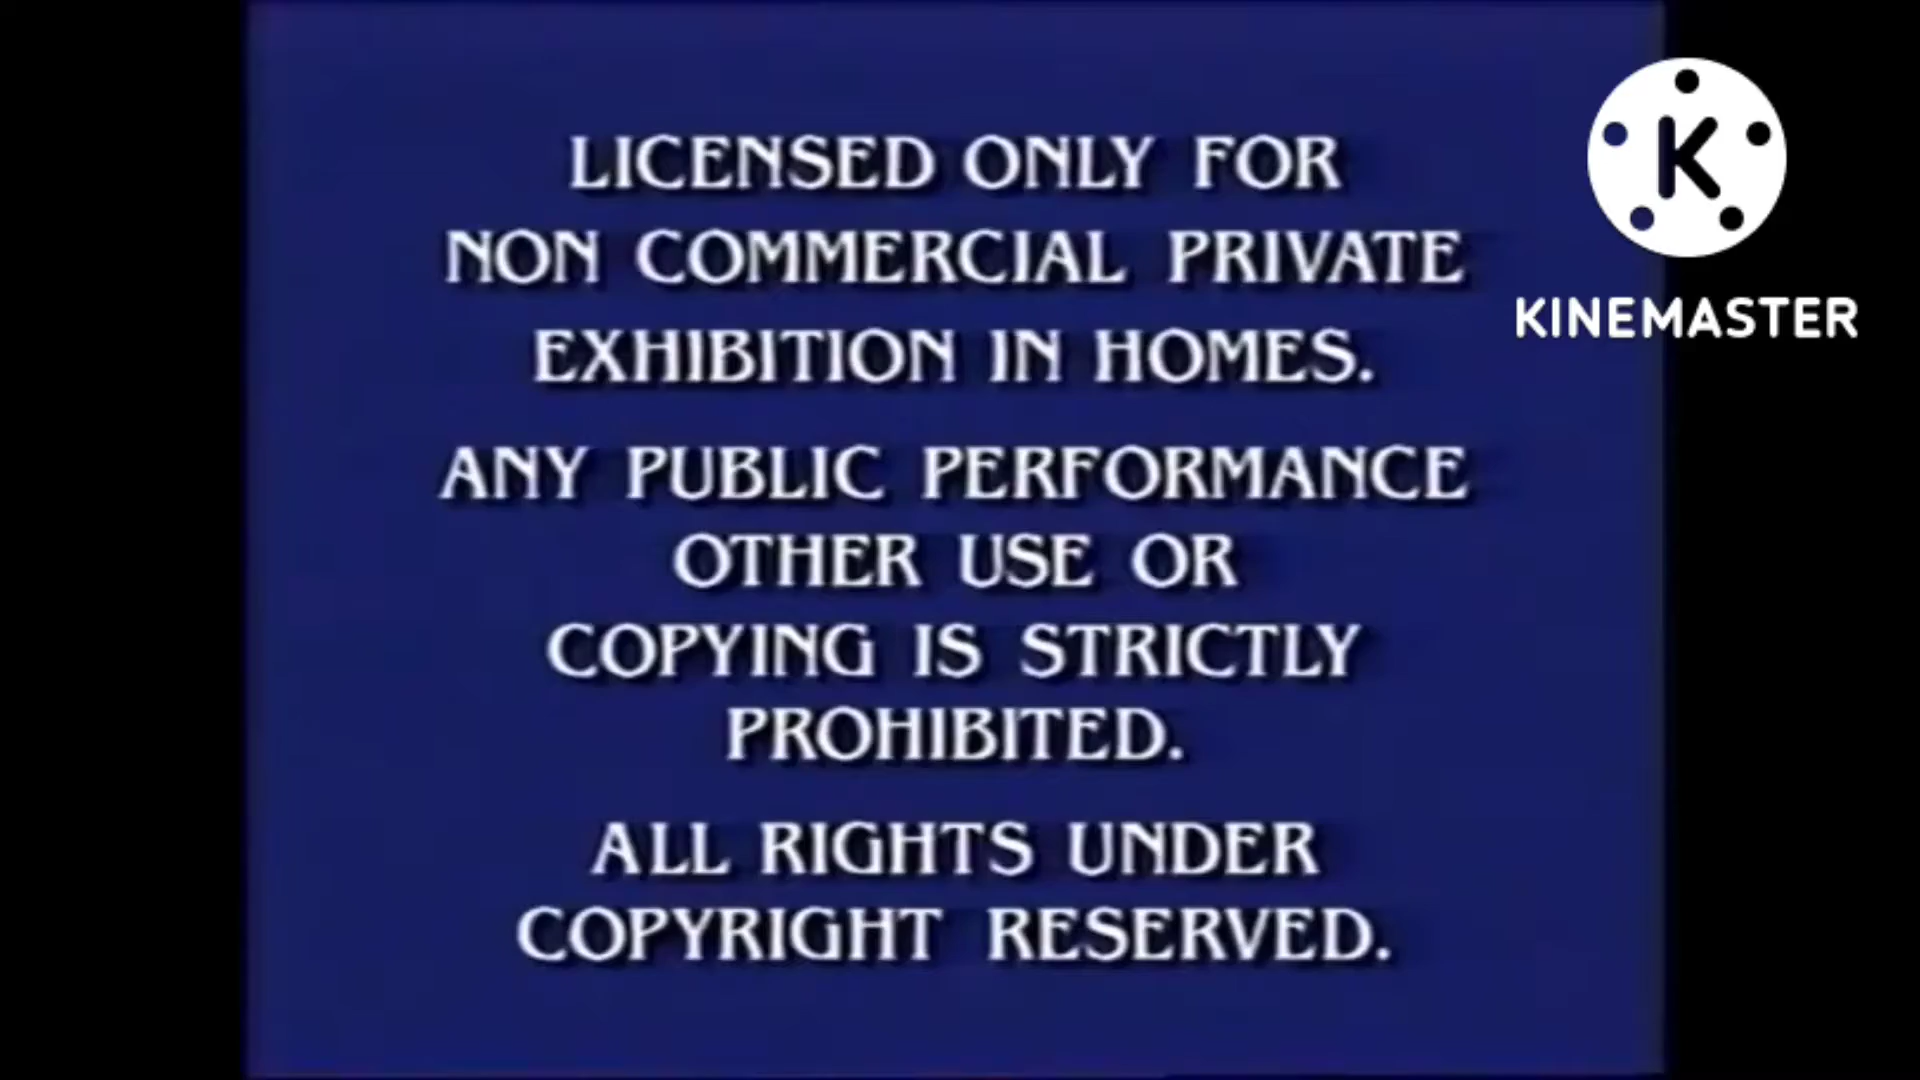 LICENSED ONLY FOR
NON COMMERCIAL PRIVATE
EXHIBITION IN HOMES.
ANY PUBLIC PERFORMANCE
OTHER USE OR
COPYING IS STRICTLY
PROHIBITED.
ALL RIGHTS UNDER
COPYRIGHT RESERVED.
K
KINEMASTER